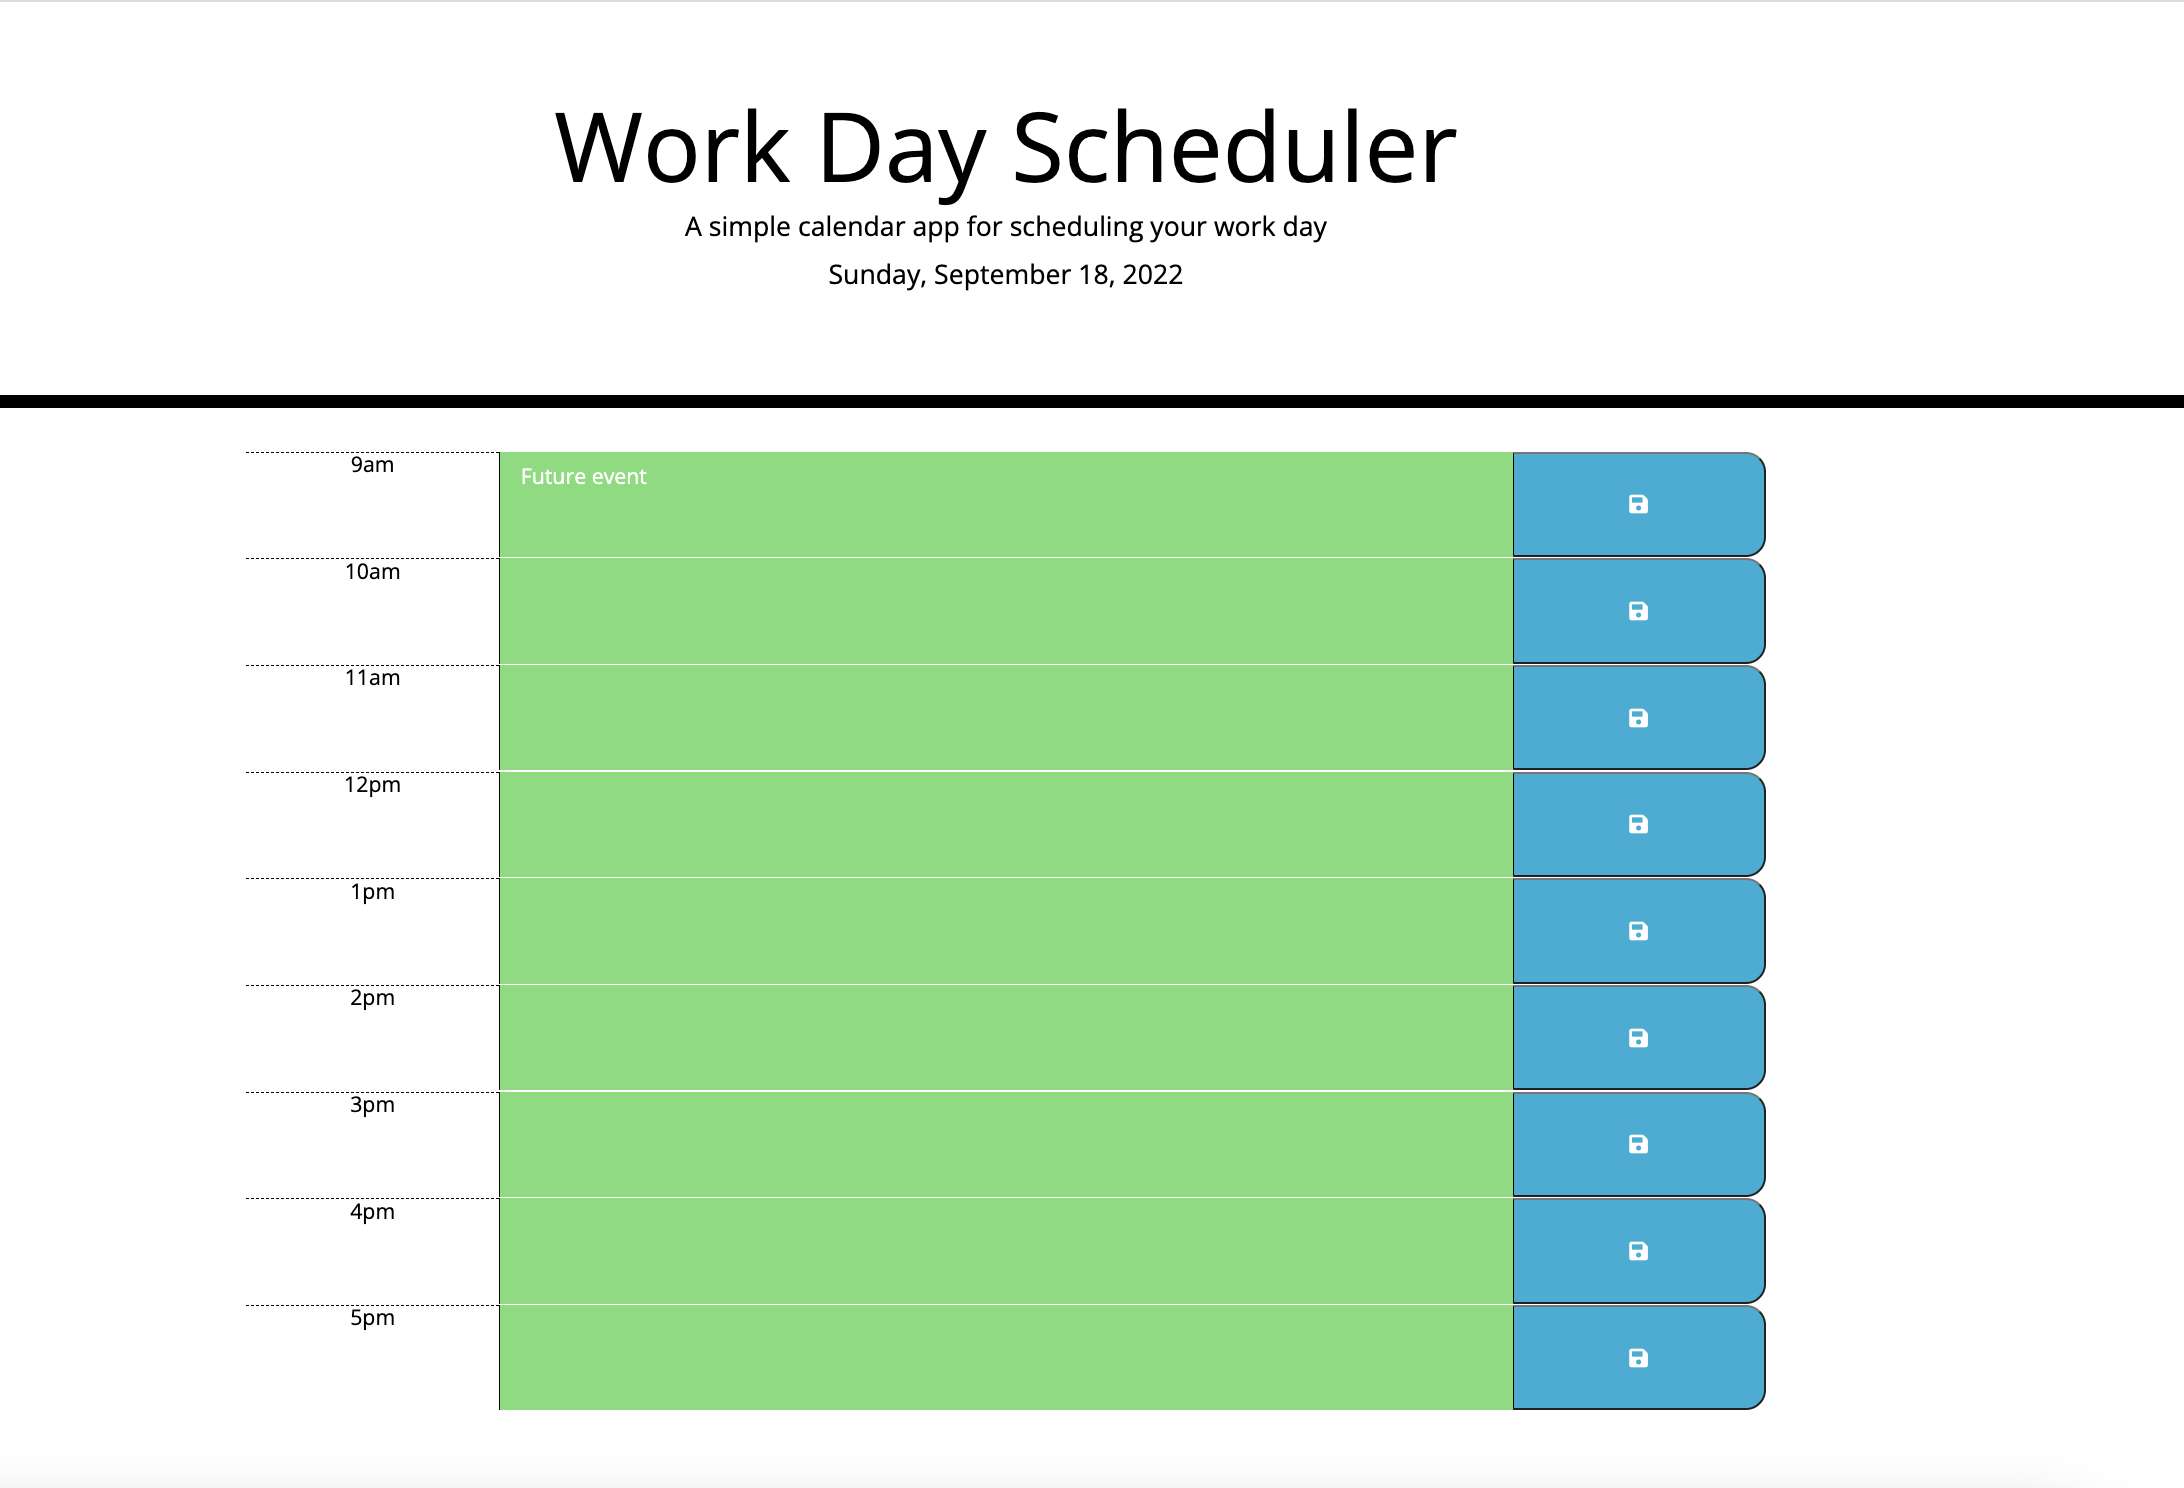 Work Day Scheduler
A simple calendar app for scheduling your work day
Sunday, September 18, 2022
9am
Future event
10am
11am
12pm
1pm
2pm
3pm
4pm
5pm